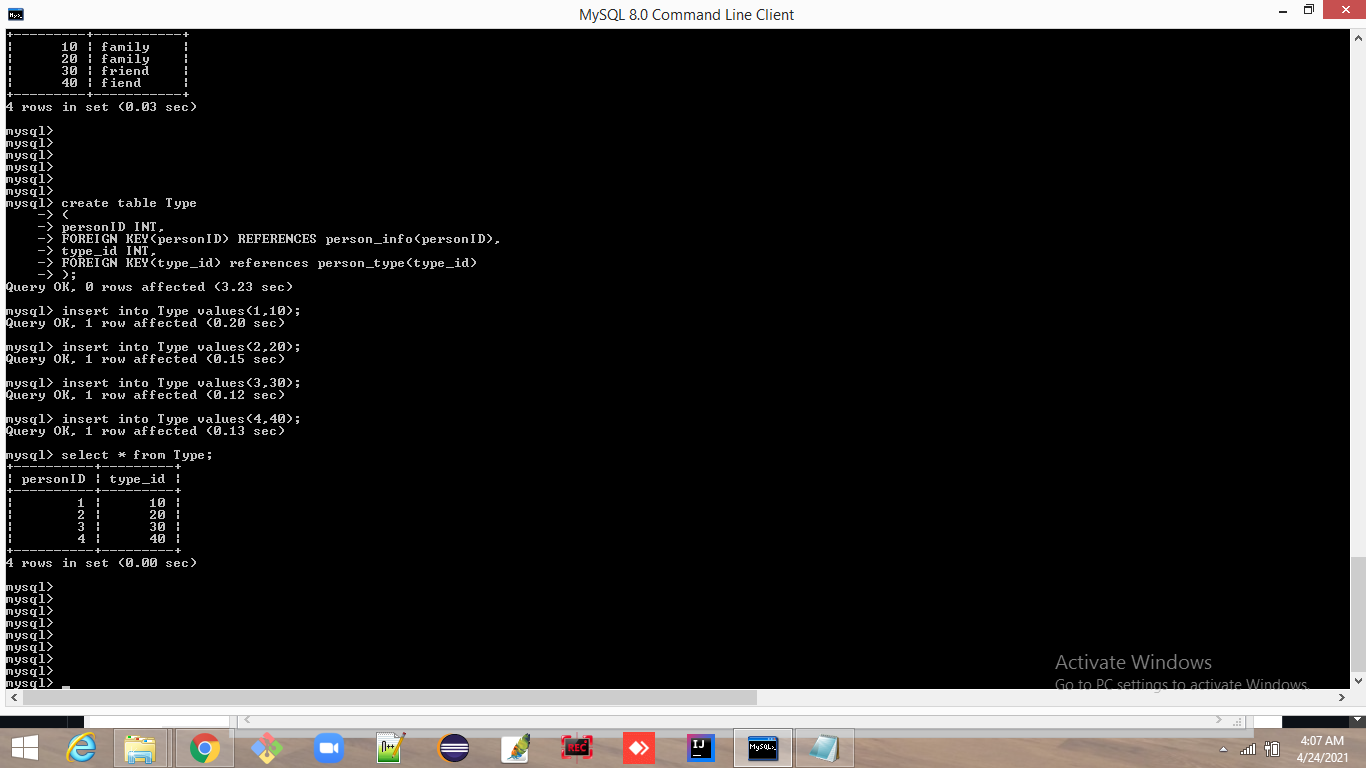 MySQL 8.0 Command Line Client
+---------+-----------+
¦      10 ¦ family    ¦
¦      20 ¦ family    ¦
¦      30 ¦ friend    ¦
¦      40 ¦ fiend     ¦
+---------+-----------+
4 rows in set (0.03 sec)
mysql>
mysql>
mysql>
mysql>
mysql>
mysql>
mysql> create table Type
    -> (
    -> personID INT,
    -> FOREIGN KEY(personID) REFERENCES person_info(personID),
    -> type_id INT,
    -> FOREIGN KEY(type_id) references person_type(type_id)
    -> );
Query OK, 0 rows affected (3.23 sec)
mysql> insert into Type values(1,10);
Query OK, 1 row affected (0.20 sec)
mysql> insert into Type values(2,20);
Query OK, 1 row affected (0.15 sec)
mysql> insert into Type values(3,30);
Query OK, 1 row affected (0.12 sec)
mysql> insert into Type values(4,40);
Query OK, 1 row affected (0.13 sec)
mysql> select * from Type;
+----------+---------+
¦ personID ¦ type_id ¦
+----------+---------+
¦        1 ¦      10 ¦
¦        2 ¦      20 ¦
¦        3 ¦      30 ¦
¦        4 ¦      40 ¦
+----------+---------+
4 rows in set (0.00 sec)
mysql>
mysql>
mysql>
mysql>
mysql>
mysql>
mysql>
mysql>
mysql> _
Activate Windows
Go to PC settings to activate Windows.
REC
IJ
MySQL
4:07 AM
4/24/2021